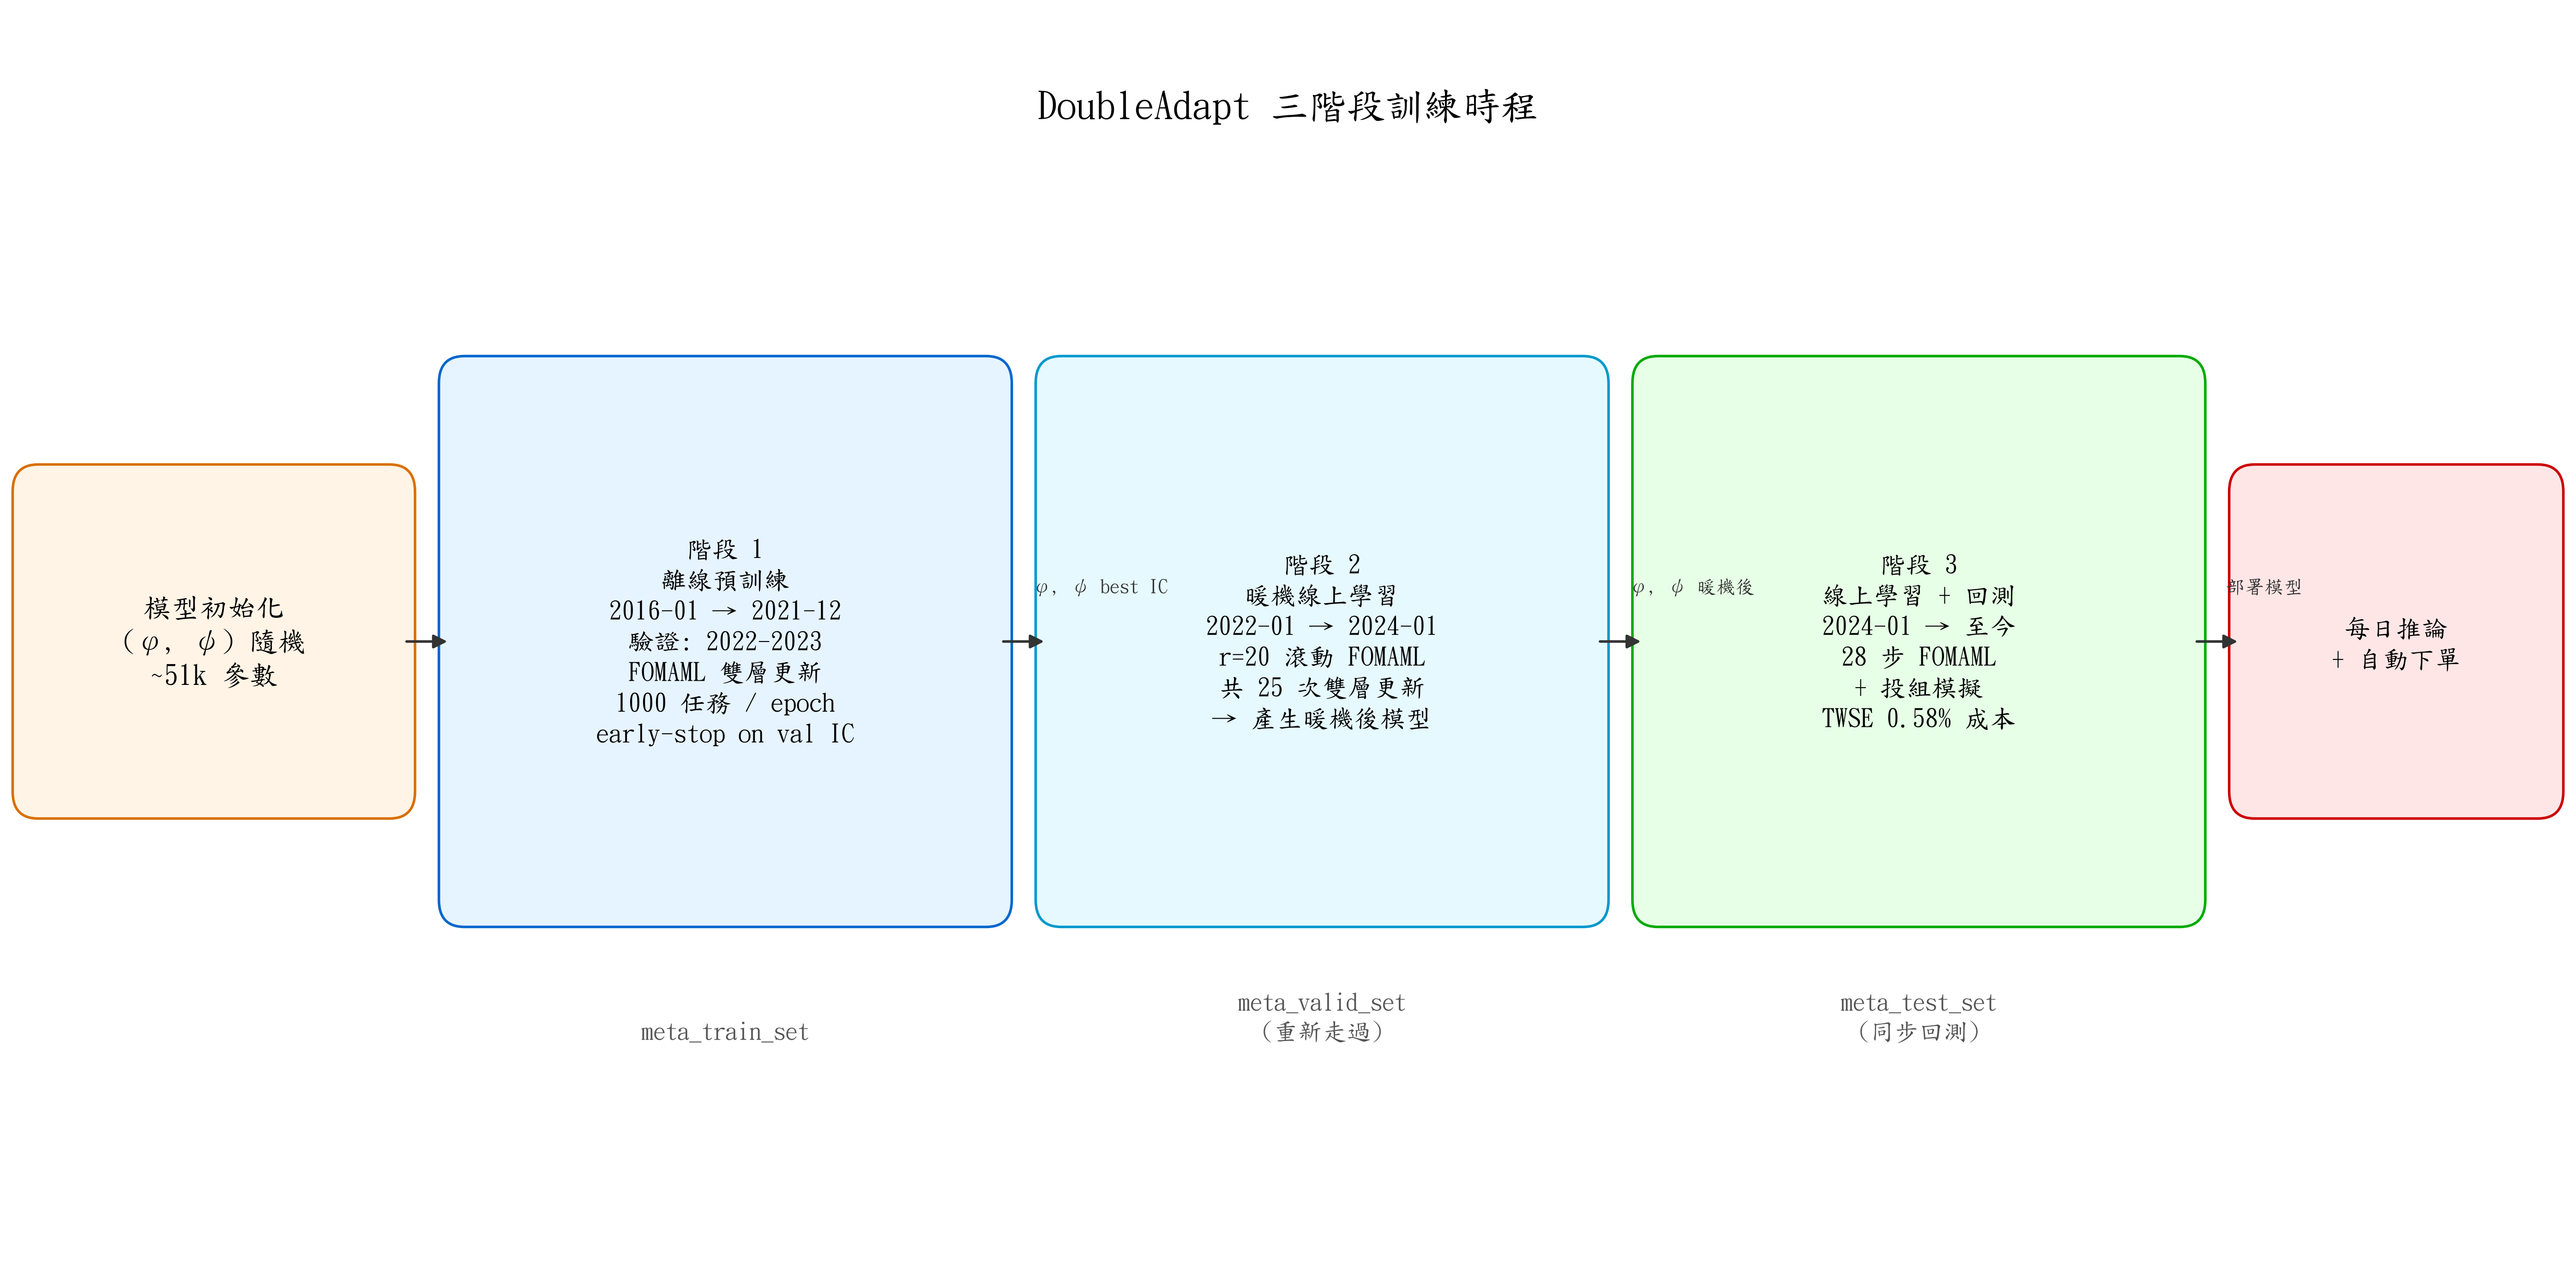 DoubleAdapt 三階段訓練時程
模型初始化
(φ, ψ) 隨機
~51k 參數
階段 1
離線預訓練
2016-01 → 2021-12
驗證: 2022-2023
FOMAML 雙層更新
1000 任務 / epoch
early-stop on val IC
meta_train_set
φ, ψ best IC
階段 2
暖機線上學習
2022-01 → 2024-01
r=20 滾動 FOMAML
共 25 次雙層更新
→ 產生暖機後模型
meta_valid_set
(重新走過)
φ, ψ 暖機後
階段 3
線上學習 + 回測
2024-01 → 至今
28 步 FOMAML
+ 投組模擬
TWSE 0.58% 成本
meta_test_set
(同步回測)
部署模型
每日推論
+ 自動下單